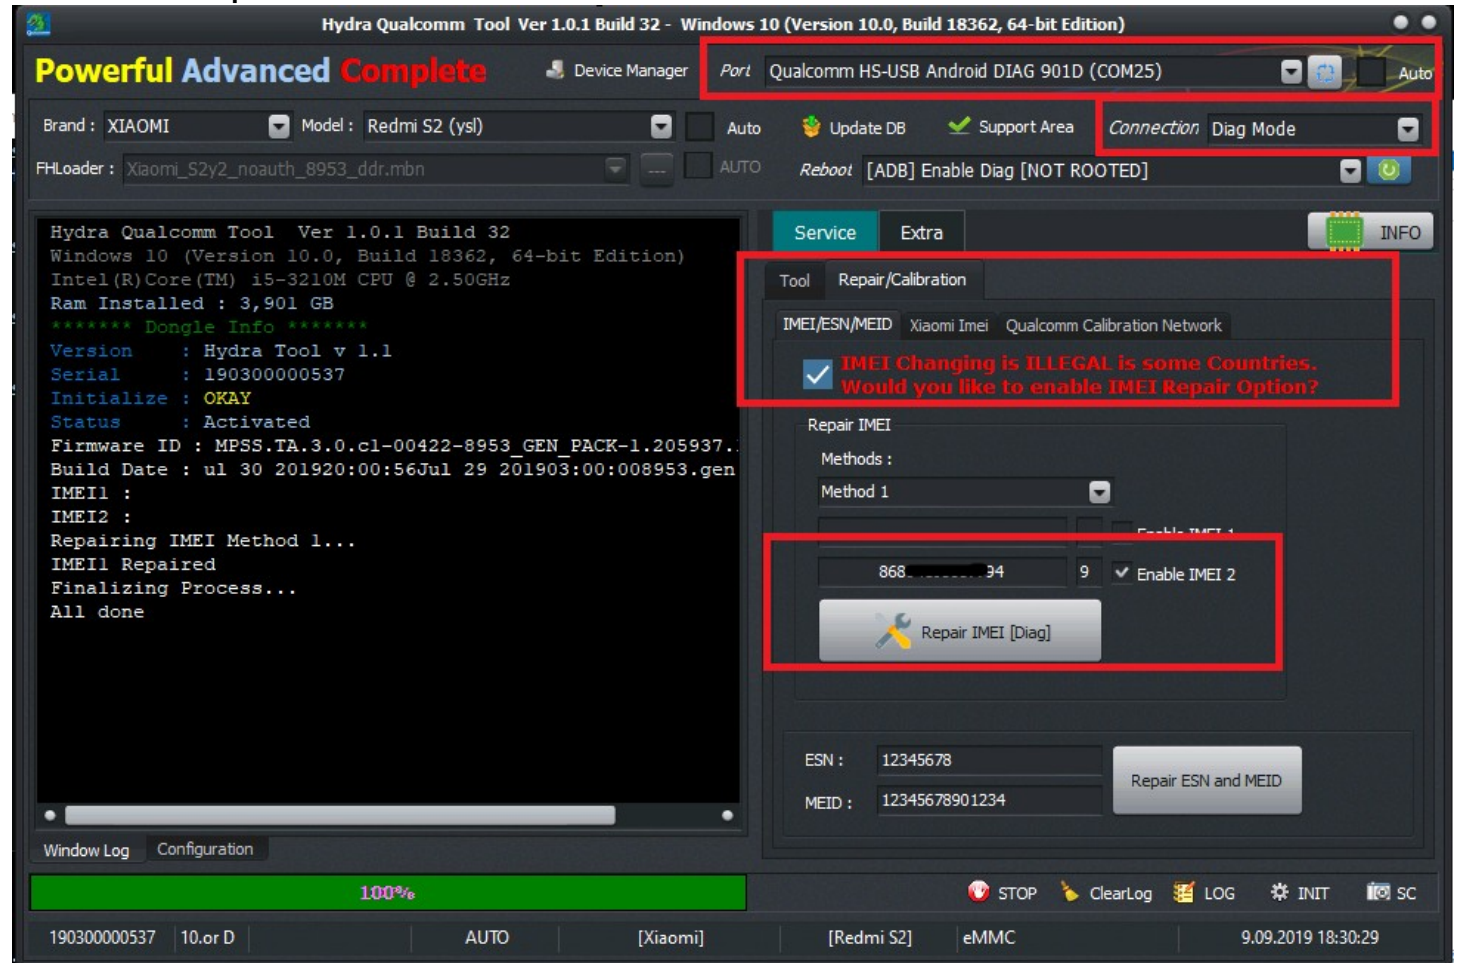 Hydra Qualcomm Tool Ver 1.0.1 Build 32 - Windows 10 (Version 10.0, Build 18362, 64-bit Edition)
Powerful Advanced Complete
Device Manager
Port Qualcomm HS-USB Android DIAG 901D (COM25)
Auto
Brand : XIAOMI
Model : Redmi S2 (ysl)
Auto
Update DB
Support Area
Connection Diag Mode
FHLoader : Xiaomi_S2y2_noauth_8953_ddr.mbn
...
AUTO
Reboot [ADB] Enable Diag [NOT ROOTED]
Hydra Qualcomm Tool Ver 1.0.1 Build 32
Windows 10 (Version 10.0, Build 18362, 64-bit Edition)
Intel(R)Core(TM) i5-3210M CPU @ 2.50GHz
Ram Installed : 3,901 GB
******* Dongle Info *******
Version : Hydra Tool v 1.1
Serial : 190300000537
Initialize : OKAY
Status : Activated
Firmware ID : MPSS.TA.3.0.c1-00422-8953_GEN_PACK-1.205937.
Build Date : ul 30 201920:00:56Jul 29 201903:00:008953.gen
IMEI1 :
IMEI2 :
Repairing IMEI Method 1...
IMEI1 Repaired
Finalizing Process...
All done
Window Log
Configuration
Service
Extra
INFO
Tool
Repair/Calibration
IMEI/ESN/MEID
Xiaomi Imei
Qualcomm Calibration Network
IMEI Changing is ILLEGAL is some Countries.
Would you like to enable IMEI Repair Option?
Repair IMEI
Methods :
Method 1
Enable IMEI 1
9
Enable IMEI 2
Repair IMEI [Diag]
ESN : 12345678
MEID : 12345678901234
Repair ESN and MEID
100%
STOP
ClearLog
LOG
INIT
SC
190300000537
10.or D
AUTO
[Xiaomi]
[Redmi S2]
eMMC
9.09.2019 18:30:29